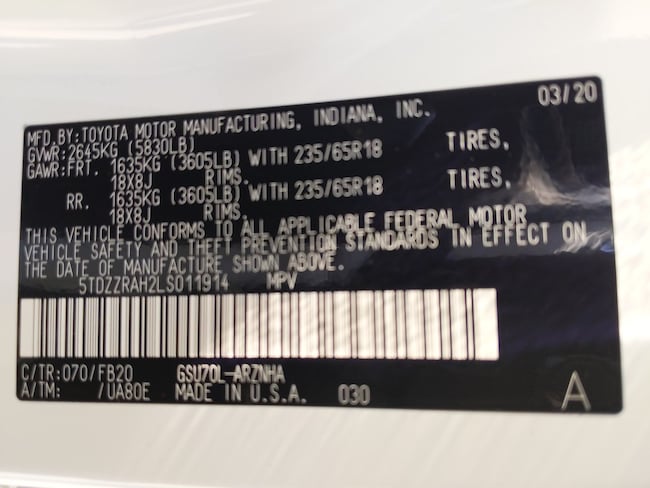 03/20
MFD.BY:TOYOTA MOTOR MANUFACTURING, INDIANA, INC.
GVWR:2645KG (5830LB)
GAWR:FRT. 1635KG (3605LB) WITH 235/65R18 TIRES,
18X8J RIMS.
RR. 1635KG (3605LB) WITH 235/65R18 TIRES,
18X8J RIMS.
THIS VEHICLE CONFORMS TO ALL APPLICABLE FEDERAL MOTOR
VEHICLE SAFETY AND THEFT PREVENTION STANDARDS IN EFFECT ON
THE DATE OF MANUFACTURE SHOWN ABOVE.
5TDZZRAH2LS011914 MPV
C/TR:070/FB20 GSU70L-ARZNHA
A/TM: /UA80E MADE IN U.S.A. 030
A